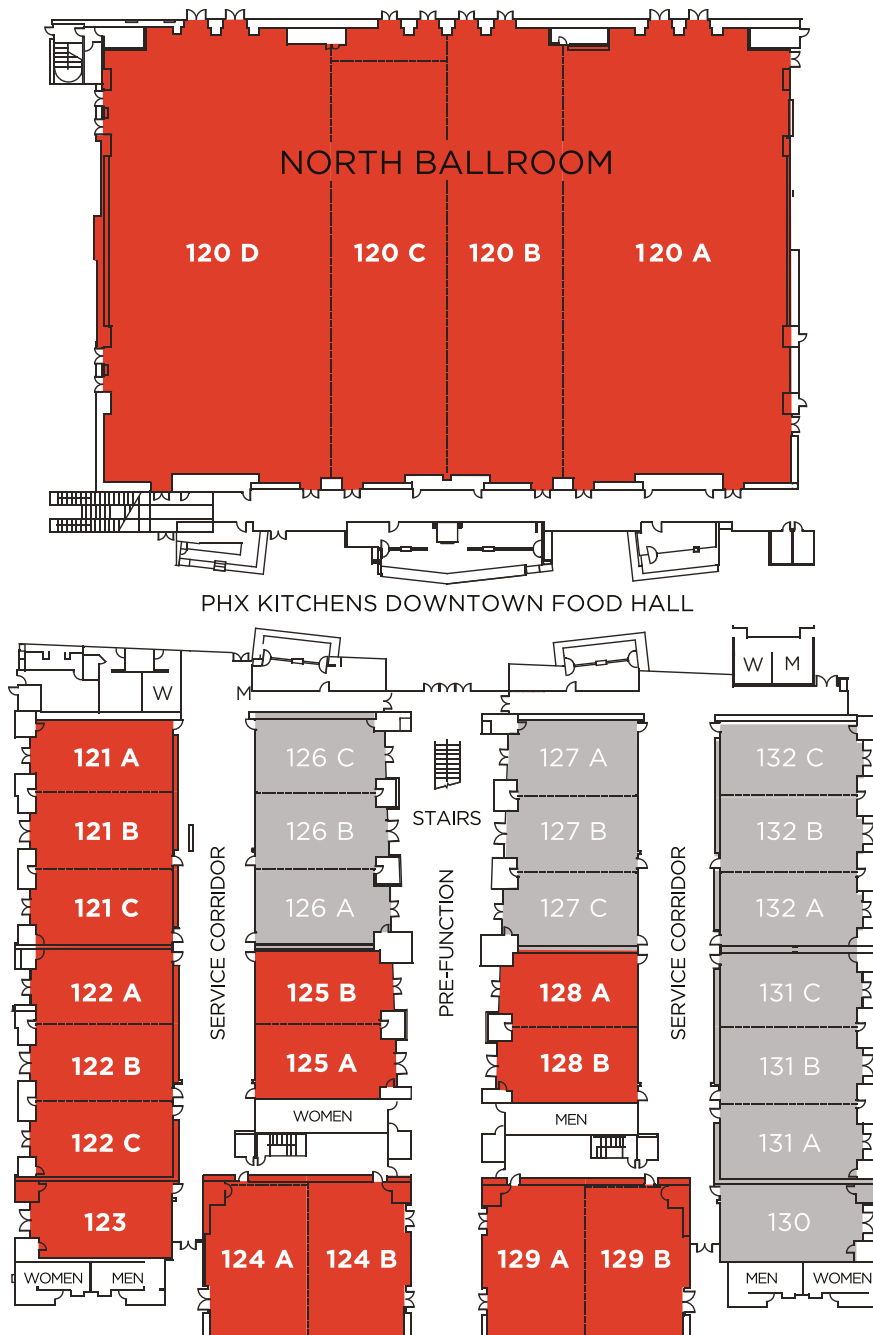 NORTH BALLROOM
120 D
120 C
120 B
120 A
PHX KITCHENS DOWNTOWN FOOD HALL
W
M
W
M
121 A
126 C
127 A
132 C
STAIRS
121 B
126 B
127 B
132 B
121 C
126 A
127 C
132 A
SERVICE CORRIDOR
PRE-FUNCTION
SERVICE CORRIDOR
122 A
125 B
128 A
131 C
122 B
125 A
128 B
131 B
WOMEN
MEN
122 C
131 A
123
130
124 A
124 B
129 A
129 B
WOMEN
MEN
MEN
WOMEN